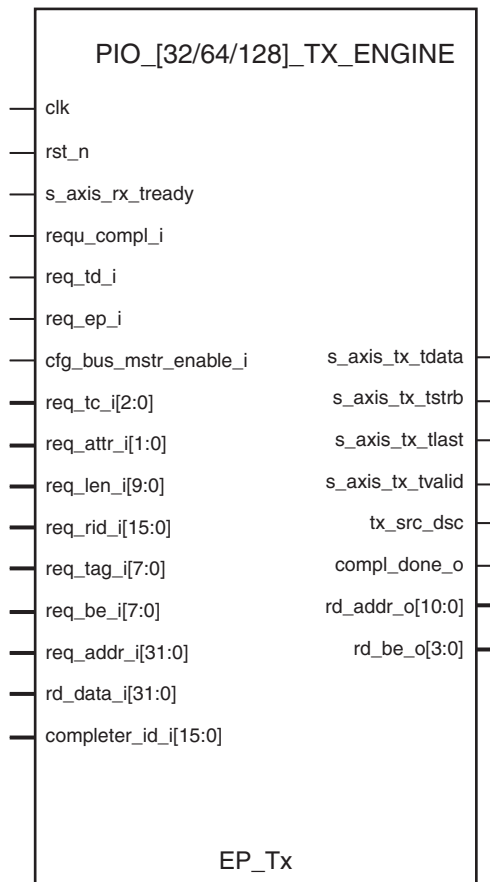 PIO_[32/64/128]_TX_ENGINE
clk
rst_n
s_axis_rx_tready
requ_compl_i
req_td_i
req_ep_i
cfg_bus_mstr_enable_i
req_tc_i[2:0]
req_attr_i[1:0]
req_len_i[9:0]
req_rid_i[15:0]
req_tag_i[7:0]
req_be_i[7:0]
req_addr_i[31:0]
rd_data_i[31:0]
completer_id_i[15:0]
s_axis_tx_tdata
s_axis_tx_tstrb
s_axis_tx_tlast
s_axis_tx_tvalid
tx_src_dsc
compl_done_o
rd_addr_o[10:0]
rd_be_o[3:0]
EP_Tx